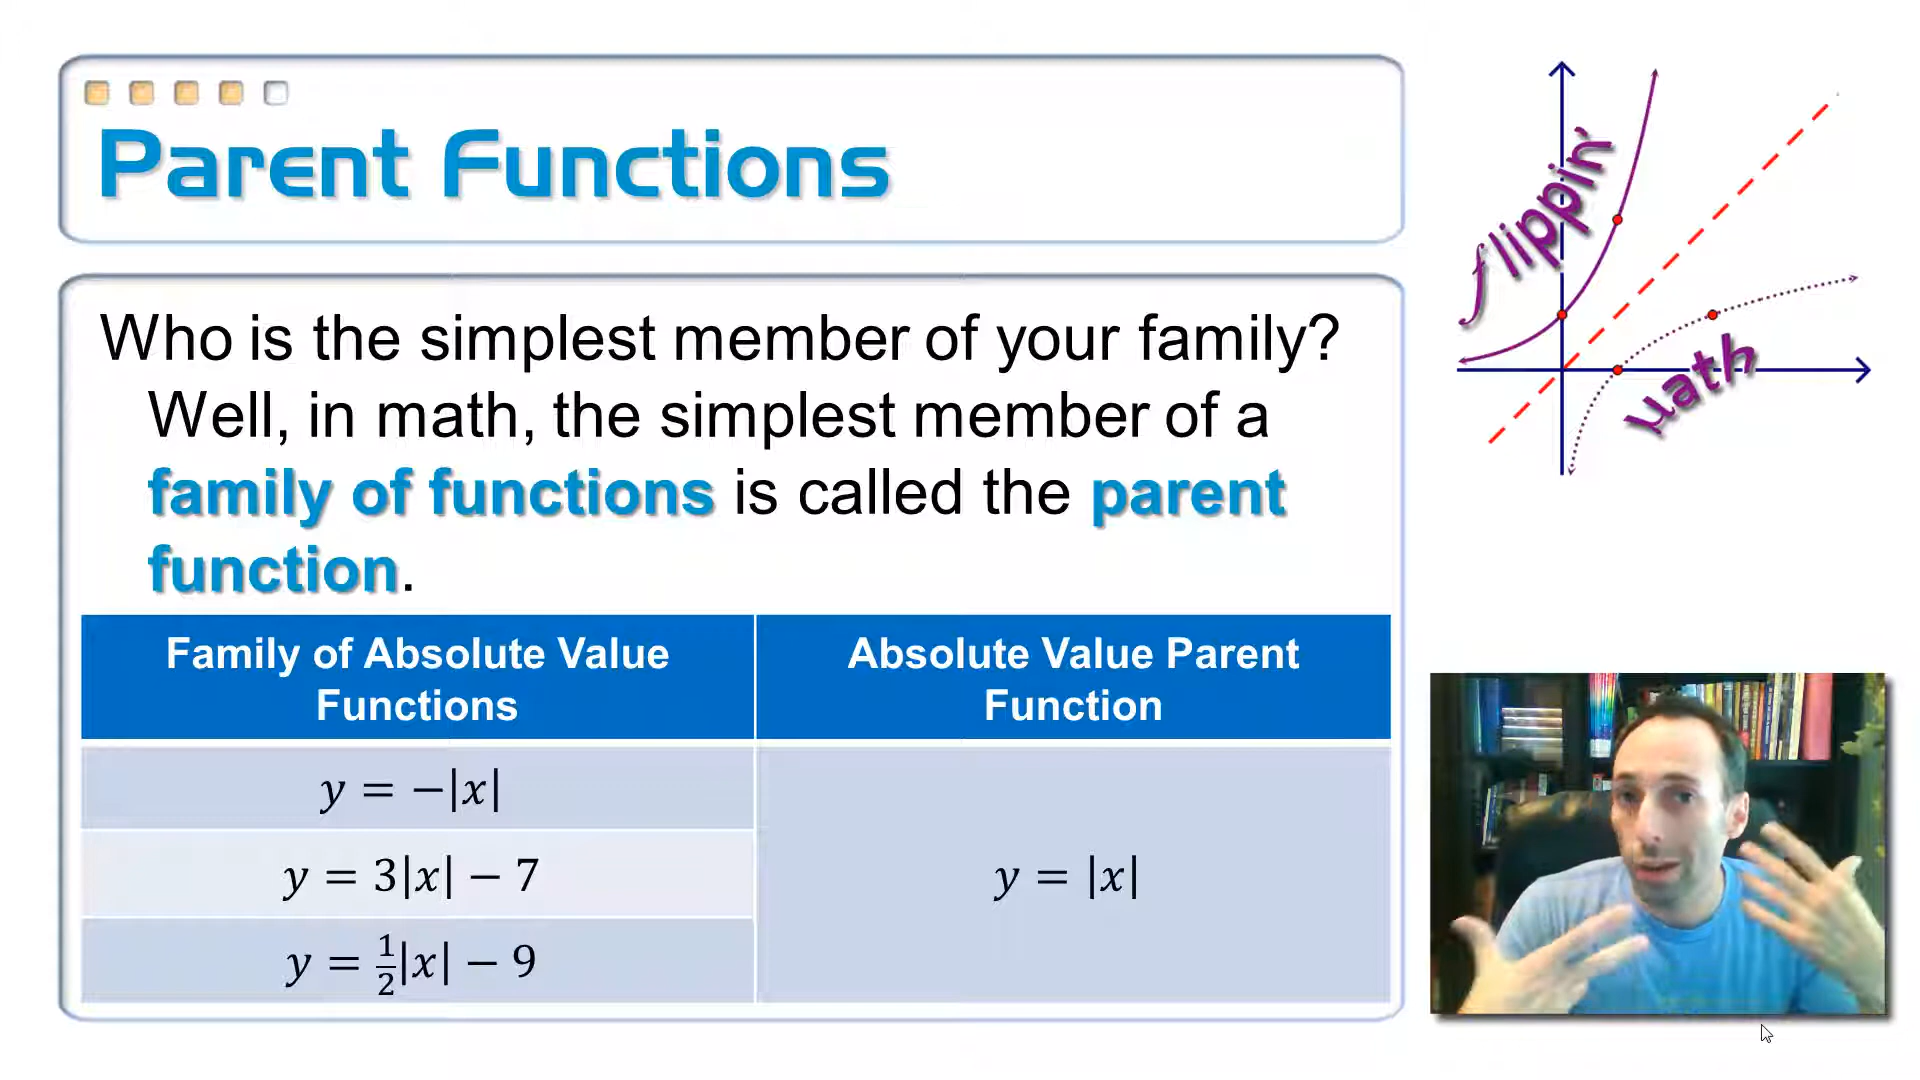 Parent Functions
Who is the simplest member of your family?
Well, in math, the simplest member of a
family of functions is called the parent
function.
Family of Absolute Value
Functions
Absolute Value Parent
Function
y = −|x|
y = 3|x| − 7
y = |x|
y = ½|x| − 9
flippin'
math